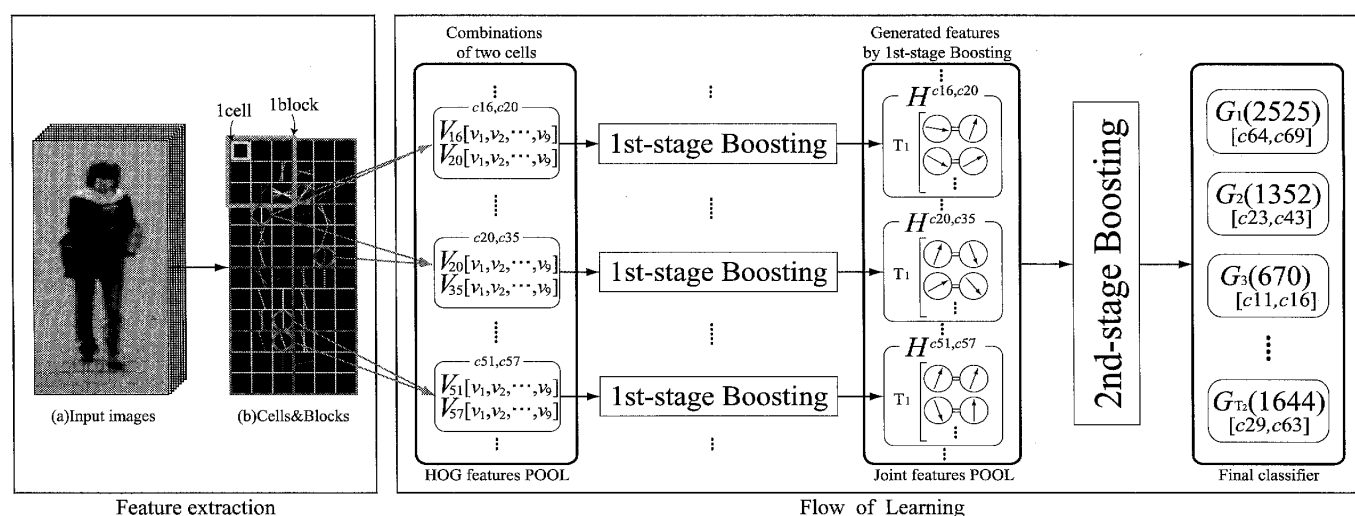 1cell
1block
(a)Input images
(b)Cells&Blocks
Feature extraction
Combinations
of two cells
c16,c20
V16[v1,v2,⋯,v9]
V20[v1,v2,⋯,v9]
c20,c35
V20[v1,v2,⋯,v9]
V35[v1,v2,⋯,v9]
c51,c57
V51[v1,v2,⋯,v9]
V57[v1,v2,⋯,v9]
HOG features POOL
1st-stage Boosting
1st-stage Boosting
1st-stage Boosting
Generated features
by 1st-stage Boosting
Hc16,c20
T1
Hc20,c35
T1
Hc51,c57
T1
Joint features POOL
2nd-stage Boosting
G1(2525)
[c64,c69]
G2(1352)
[c23,c43]
G3(670)
[c11,c16]
GT2(1644)
[c29,c63]
Final classifier
Flow of Learning